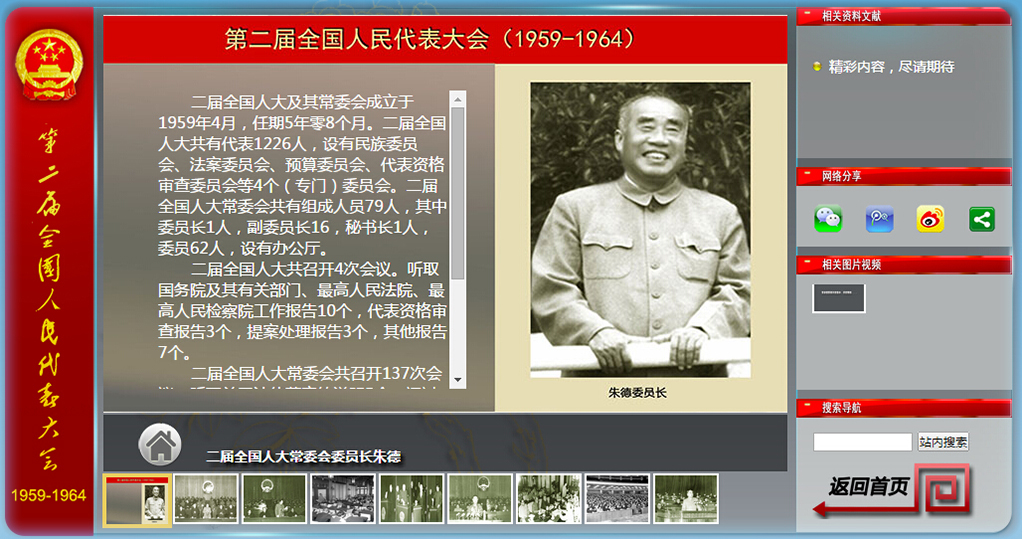 第二届全国人民代表大会
1959-1964
第二届全国人民代表大会（1959-1964）
二届全国人大及其常委会成立于
1959年4月，任期5年零8个月。二届全国
人大共有代表1226人，设有民族委员
会、法案委员会、预算委员会、代表资格
审查委员会等4个（专门）委员会。二届
全国人大常委会共有组成人员79人，其中
委员长1人，副委员长16，秘书长1人，
委员62人，设有办公厅。
二届全国人大共召开4次会议。听取
国务院及其有关部门、最高人民法院、最
高人民检察院工作报告10个，代表资格审
查报告3个，提案处理报告3个，其他报告
7个。
二届全国人大常委会共召开137次会
朱德委员长
二届全国人大常委会委员长朱德
相关资料文献
精彩内容，尽请期待
网络分享
相关图片视频
搜索导航
站内搜索
返回首页